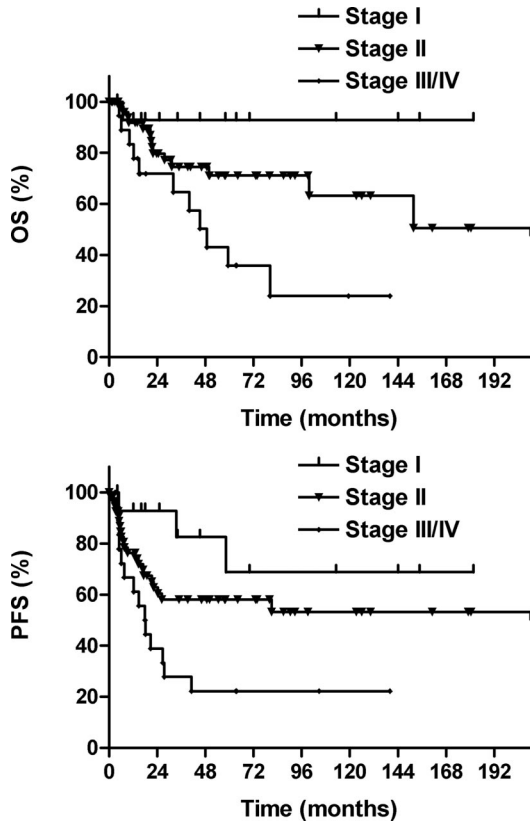 Stage I
Stage II
Stage III/IV
OS (%)
100
80
60
40
20
0
0 24 48 72 96 120 144 168 192
Time (months)
Stage I
Stage II
Stage III/IV
PFS (%)
100
80
60
40
20
0
0 24 48 72 96 120 144 168 192
Time (months)